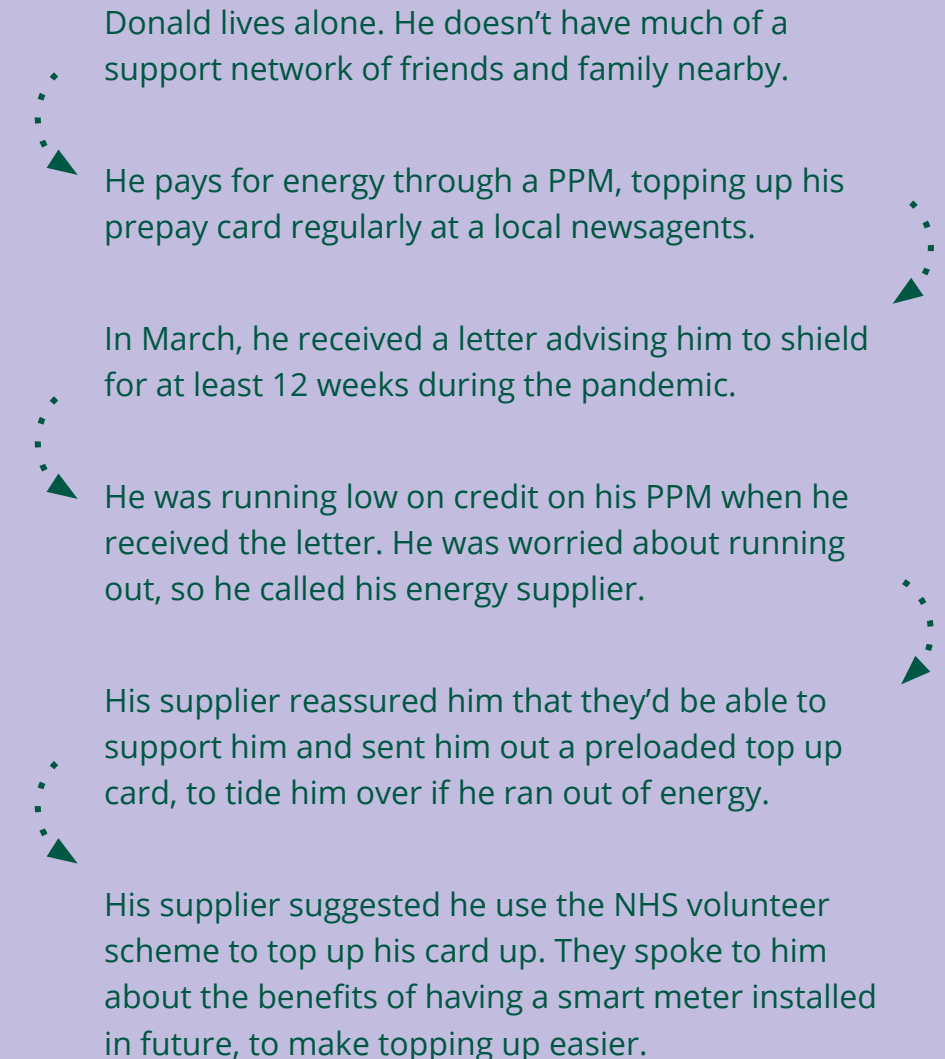 Donald lives alone. He doesn’t have much of a
support network of friends and family nearby.
He pays for energy through a PPM, topping up his
prepay card regularly at a local newsagents.
In March, he received a letter advising him to shield
for at least 12 weeks during the pandemic.
He was running low on credit on his PPM when he
received the letter. He was worried about running
out, so he called his energy supplier.
His supplier reassured him that they’d be able to
support him and sent him out a preloaded top up
card, to tide him over if he ran out of energy.
His supplier suggested he use the NHS volunteer
scheme to top up his card up. They spoke to him
about the benefits of having a smart meter installed
in future, to make topping up easier.